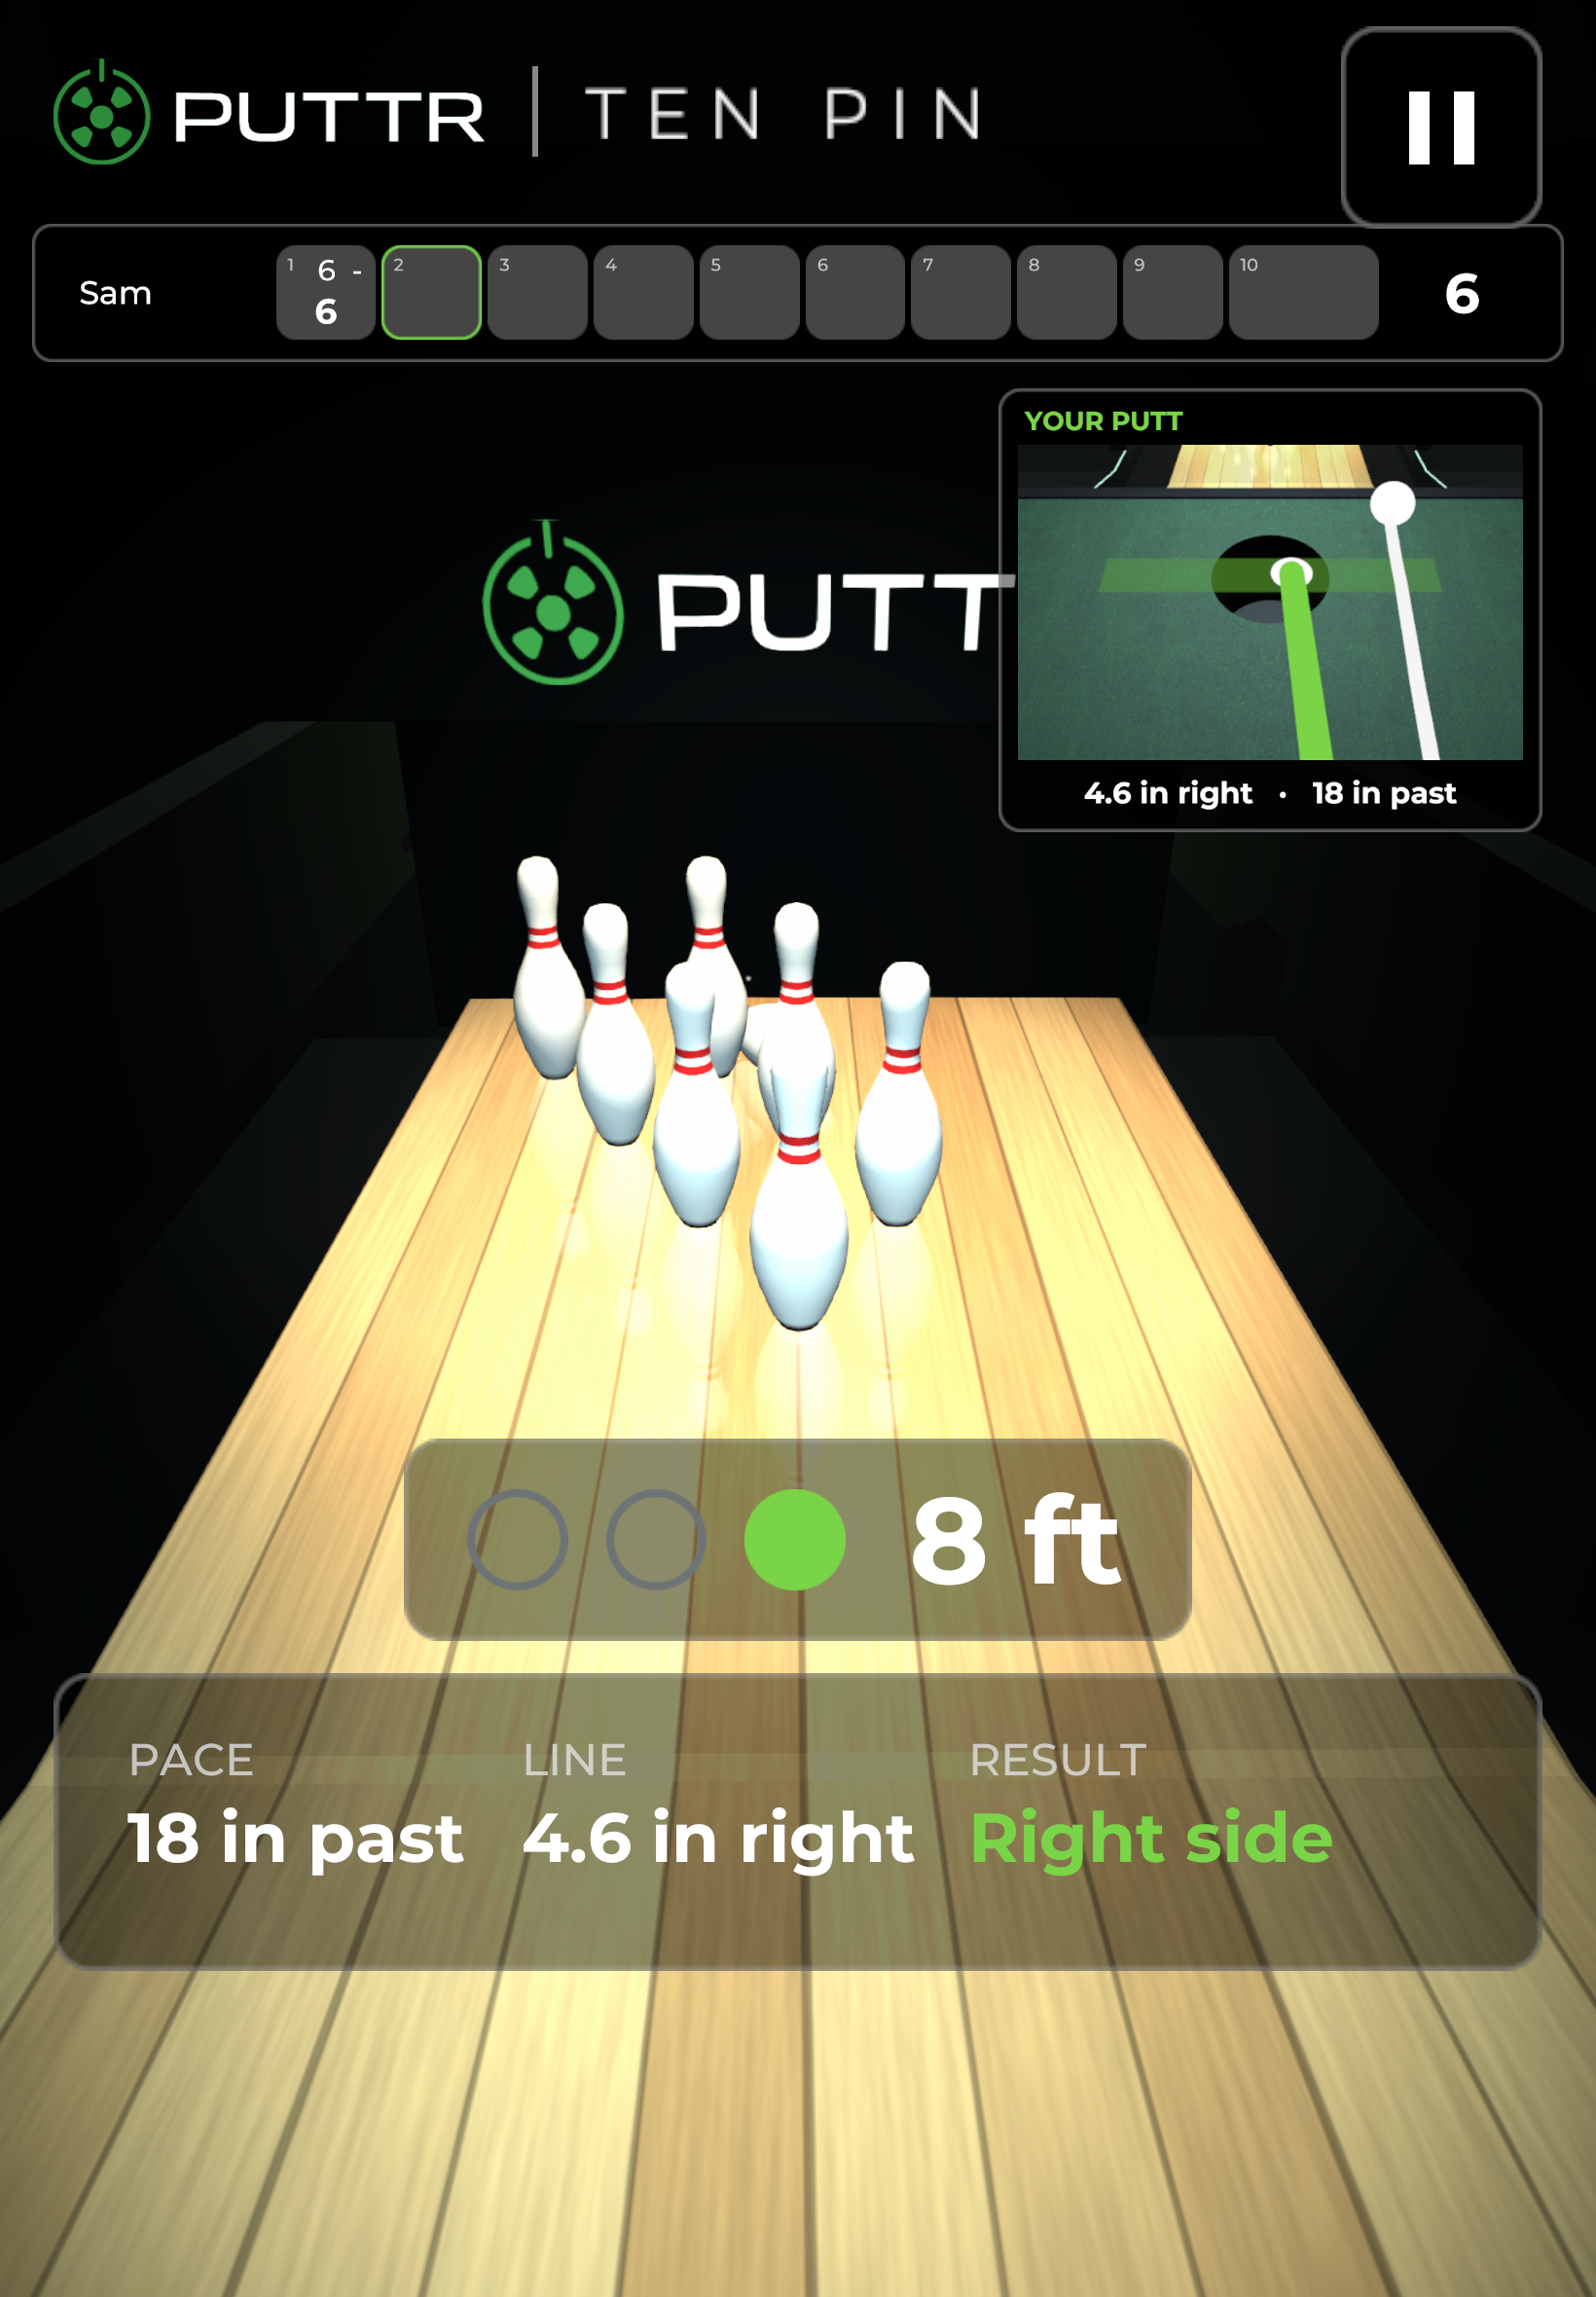 PUTTR | TEN PIN
Sam
1 6 -
6
2
3
4
5
6
7
8
9
10
6
YOUR PUTT
PUTT
4.6 in right · 18 in past
8 ft
PACE
18 in past
LINE
4.6 in right
RESULT
Right side